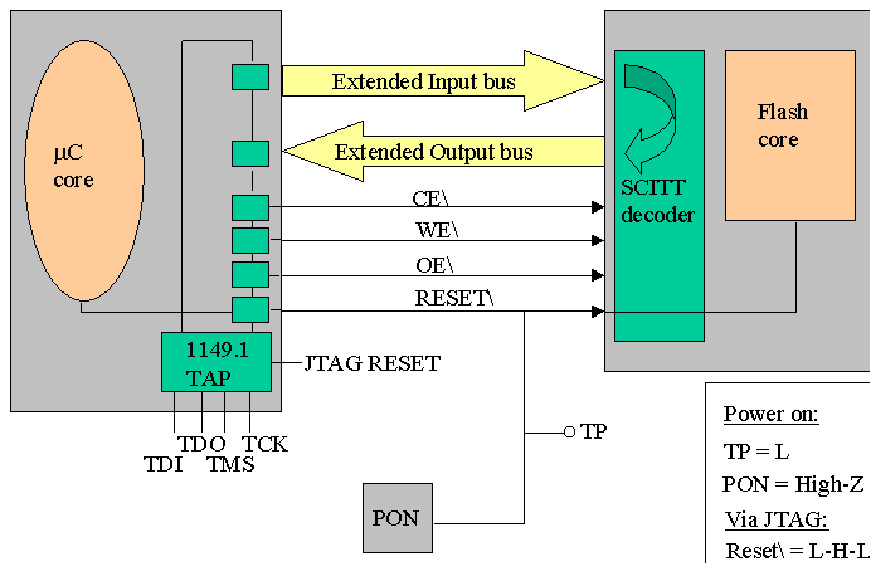 μC
core
Extended Input bus
Extended Output bus
CE\
WE\
OE\
RESET\
SCITT
decoder
Flash
core
1149.1
TAP
JTAG RESET
TDI
TDO
TMS
TCK
TP
PON
Power on:
TP = L
PON = High-Z
Via JTAG:
Reset\ = L-H-L